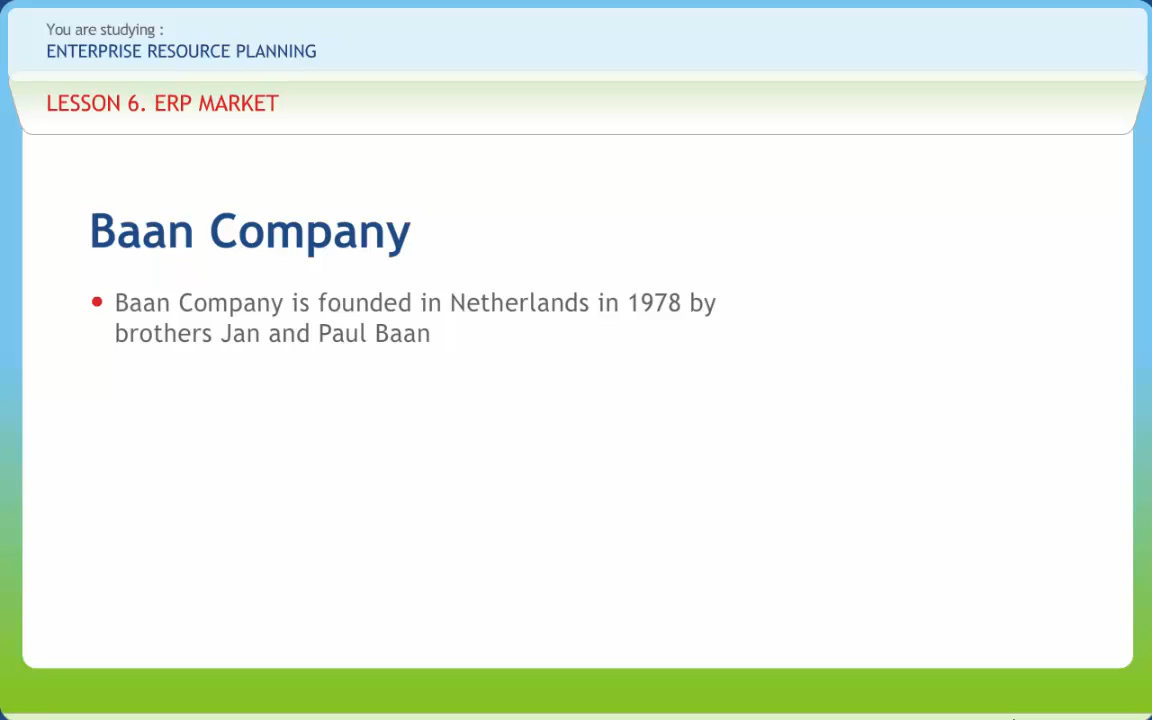 You are studying :
ENTERPRISE RESOURCE PLANNING
LESSON 6. ERP MARKET
Baan Company
• Baan Company is founded in Netherlands in 1978 by
brothers Jan and Paul Baan